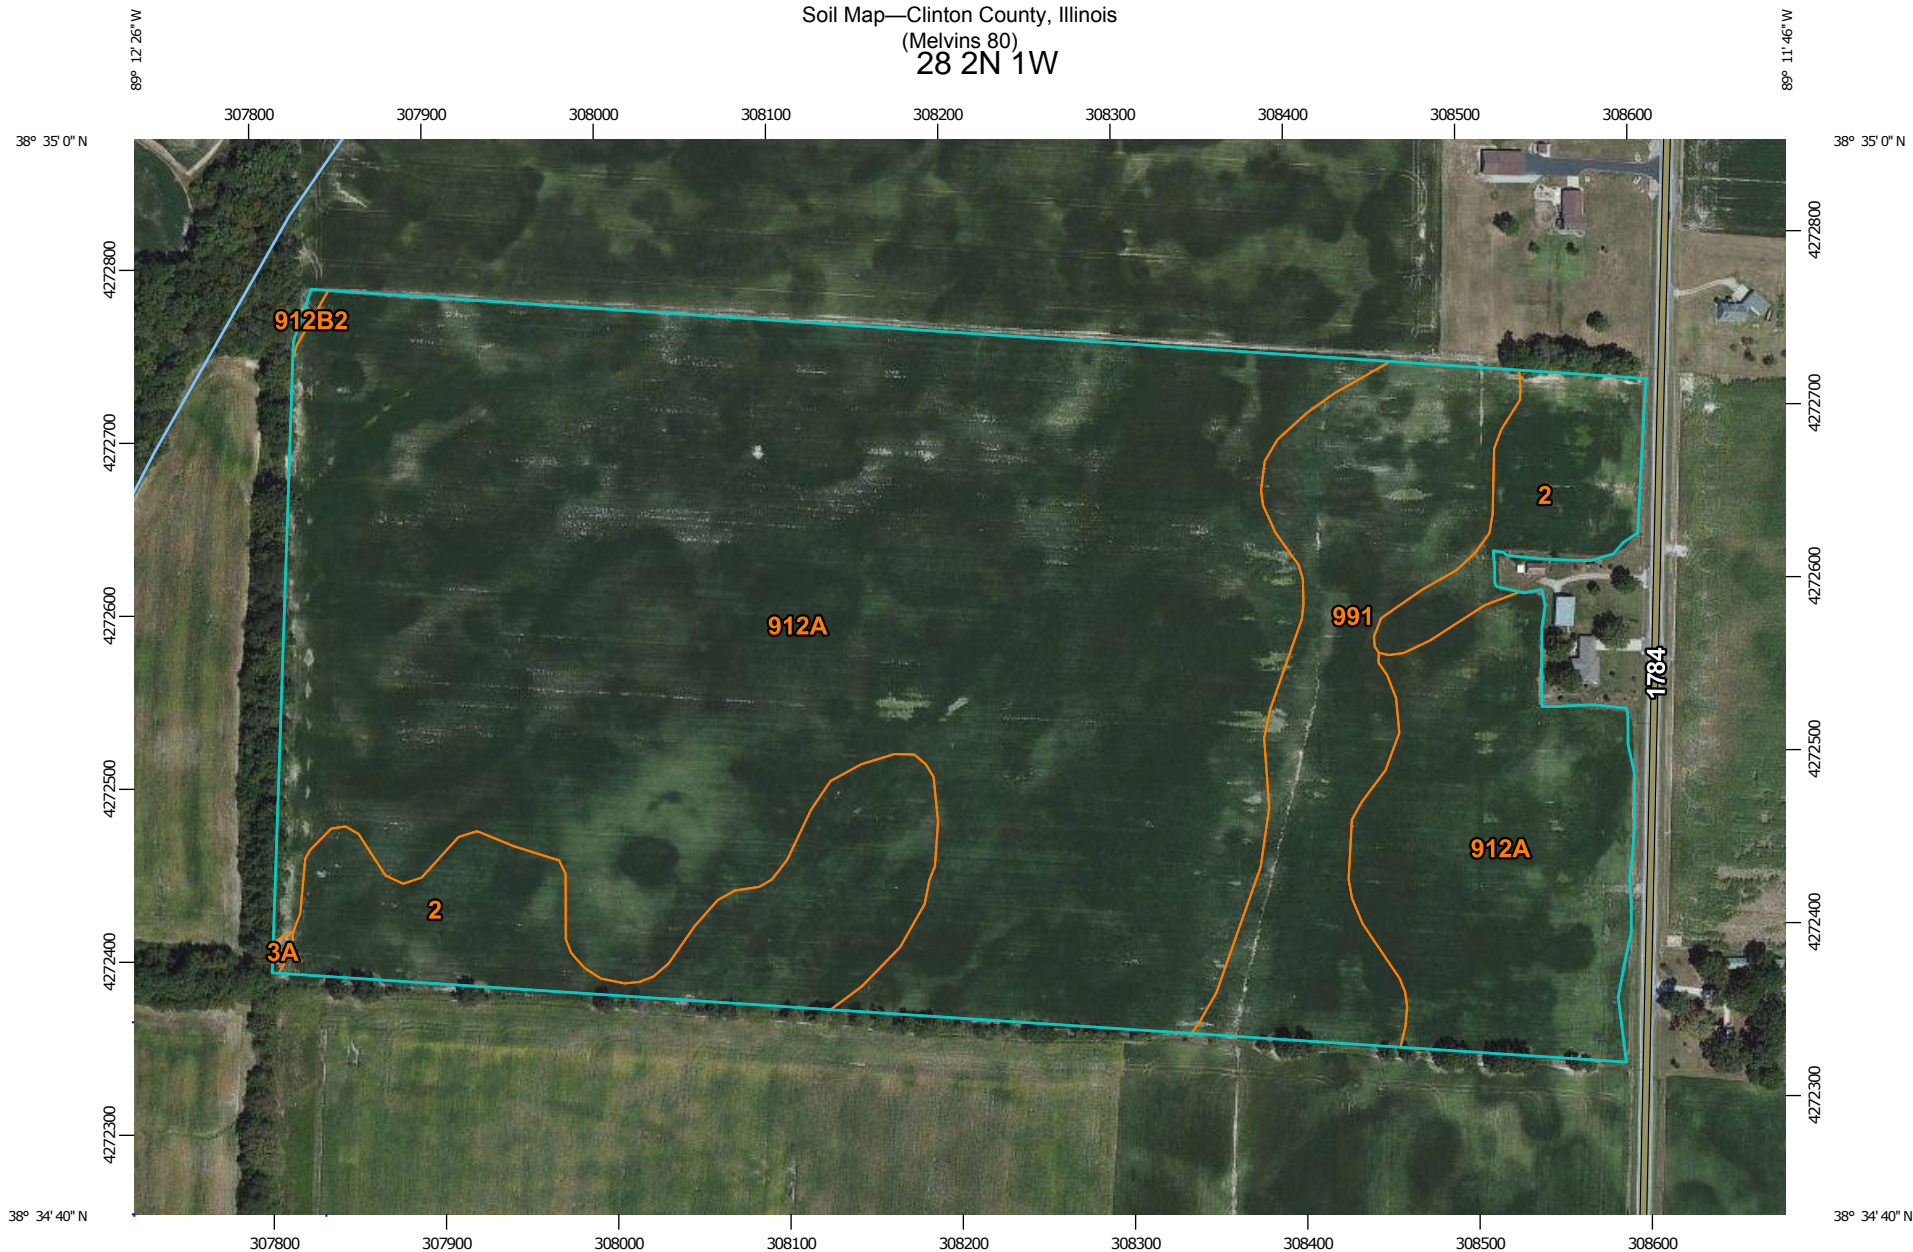 Soil Map—Clinton County, Illinois
(Melvins 80)
28 2N 1W
89° 12' 26" W
89° 11' 46" W
307800 307900 308000 308100 308200 308300 308400 308500 308600
38° 35' 0" N
38° 35' 0" N
4272800
4272800
912B2
4272700
4272700
2
4272600
4272600
991
912A
1784
4272500
4272500
912A
2
4272400
4272400
3A
4272300
4272300
38° 34' 40" N
38° 34' 40" N
307800 307900 308000 308100 308200 308300 308400 308500 308600